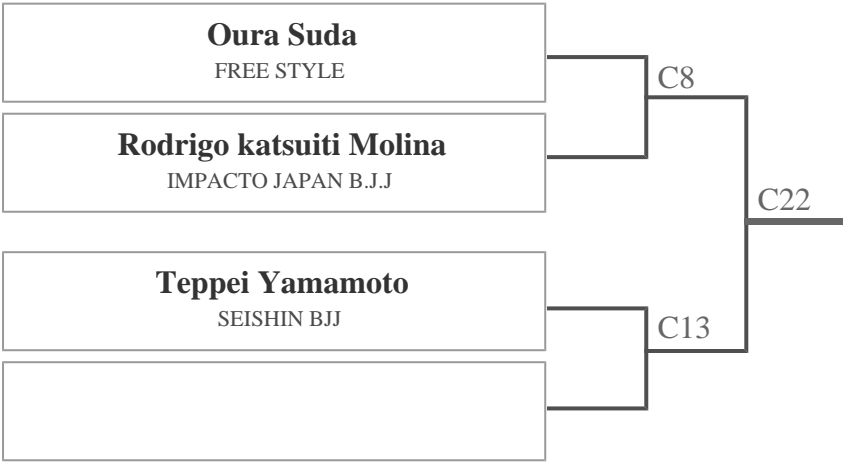 Oura Suda
FREE STYLE
C8
Rodrigo katsuiti Molina
IMPACTO JAPAN B.J.J
C22
Teppei Yamamoto
SEISHIN BJJ
C13